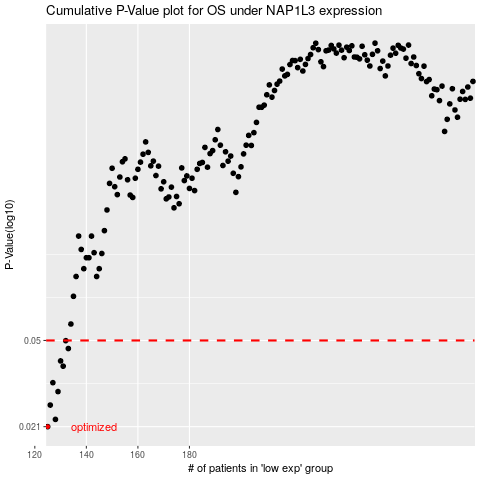 Cumulative P-Value plot for OS under NAP1L3 expression
P-Value(log10)
0.05
0.021
optimized
120 140 160 180
# of patients in 'low exp' group